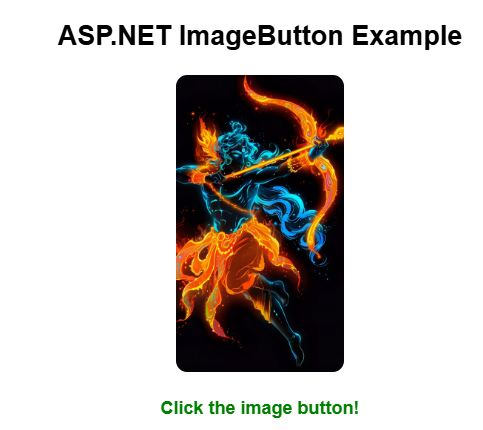 ASP.NET ImageButton Example
Click the image button!